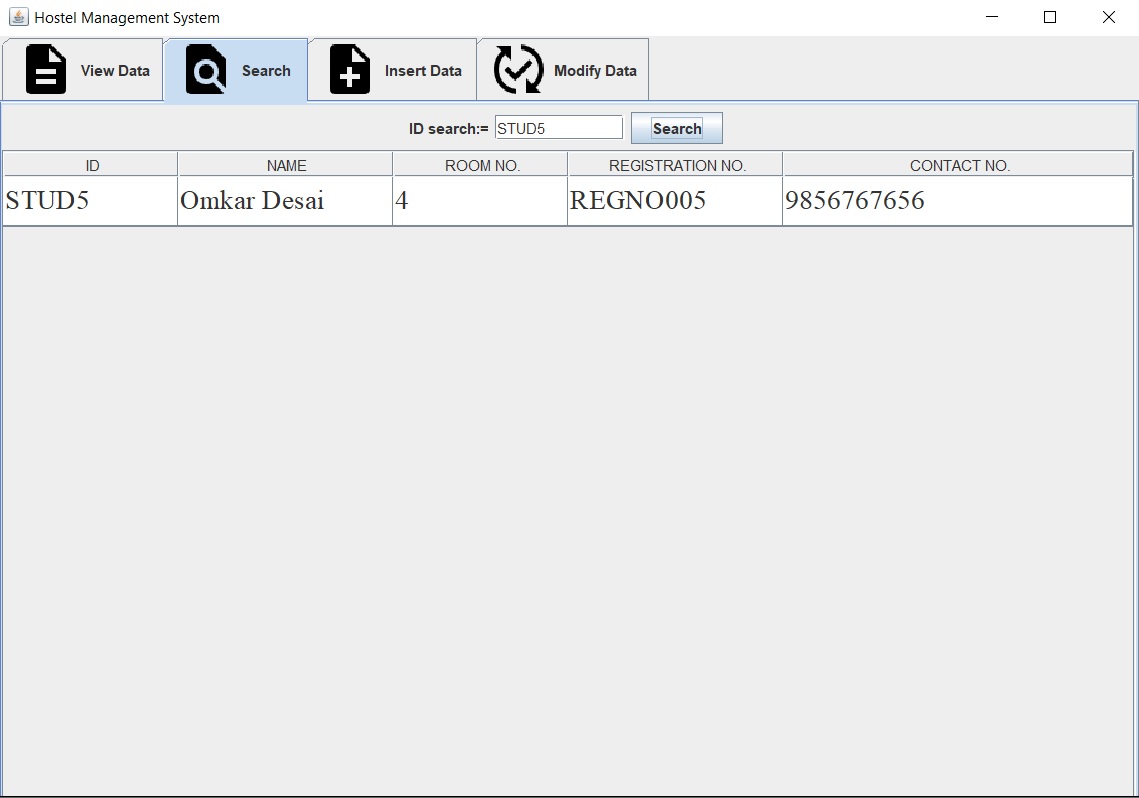 Hostel Management System
View Data Search Insert Data Modify Data
ID search:= STUD5 Search
ID NAME ROOM NO. REGISTRATION NO. CONTACT NO.
STUD5 Omkar Desai 4 REGNO005 9856767656